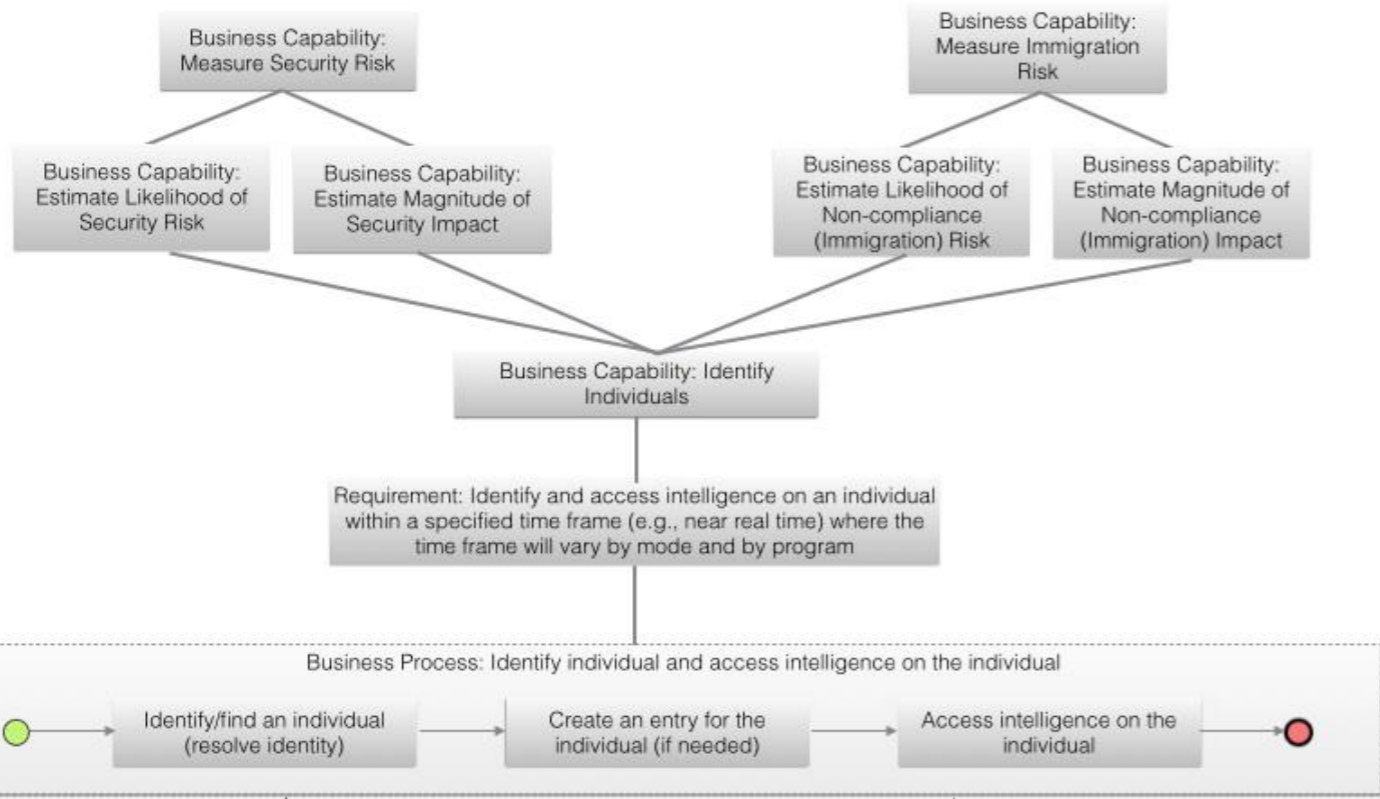 Business Capability:
Measure Security Risk
Business Capability:
Measure Immigration
Risk
Business Capability:
Estimate Likelihood of
Security Risk
Business Capability:
Estimate Magnitude of
Security Impact
Business Capability:
Estimate Likelihood of
Non-compliance
(Immigration) Risk
Business Capability:
Estimate Magnitude of
Non-compliance
(Immigration) Impact
Business Capability: Identify
Individuals
Requirement: Identify and access intelligence on an individual
within a specified time frame (e.g., near real time) where the
time frame will vary by mode and by program
Business Process: Identify individual and access intelligence on the individual
Identify/find an individual
(resolve identity)
Create an entry for the
individual (if needed)
Access intelligence on the
individual